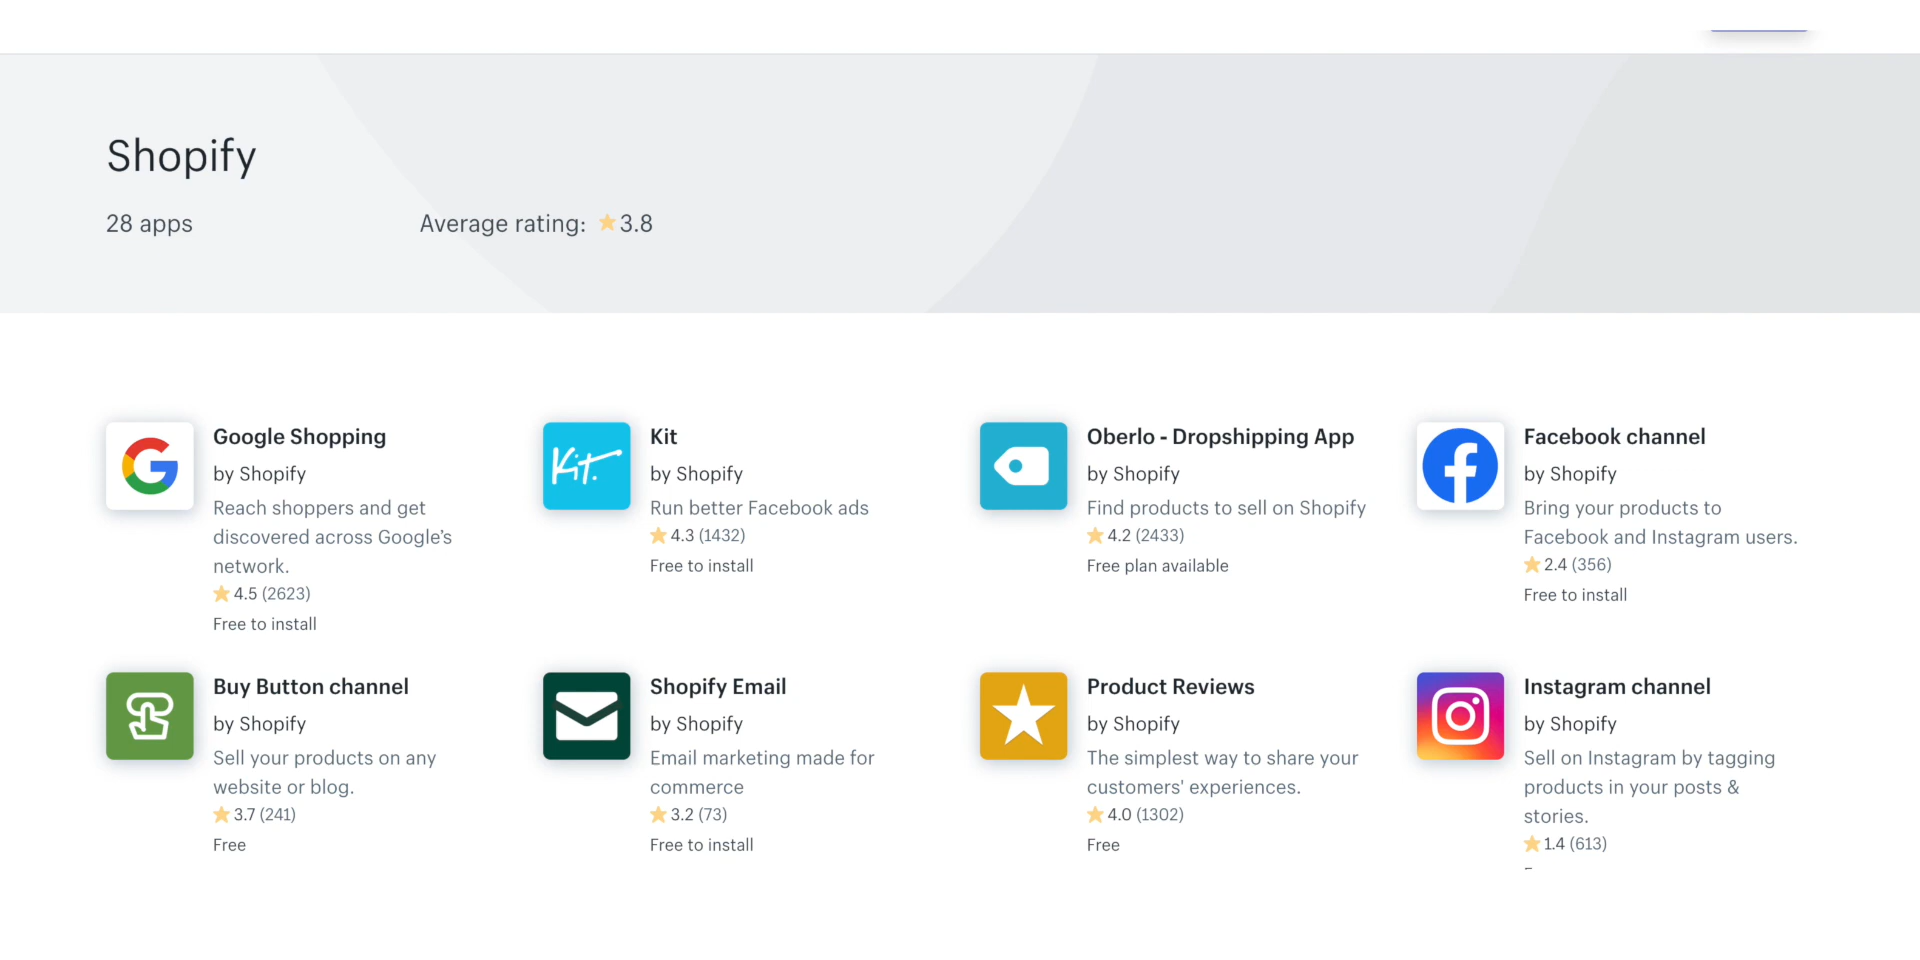 Shopify
28 apps
Average rating: 3.8
Google Shopping
by Shopify
Reach shoppers and get
discovered across Google's
network.
4.5 (2623)
Free to install
Kit.
Kit
by Shopify
Run better Facebook ads
4.3 (1432)
Free to install
Oberlo - Dropshipping App
by Shopify
Find products to sell on Shopify
4.2 (2433)
Free plan available
Facebook channel
by Shopify
Bring your products to
Facebook and Instagram users.
2.4 (356)
Free to install
Buy Button channel
by Shopify
Sell your products on any
website or blog.
3.7 (241)
Free
Shopify Email
by Shopify
Email marketing made for
commerce
3.2 (73)
Free to install
Product Reviews
by Shopify
The simplest way to share your
customers' experiences.
4.0 (1302)
Free
Instagram channel
by Shopify
Sell on Instagram by tagging
products in your posts &
stories.
1.4 (613)